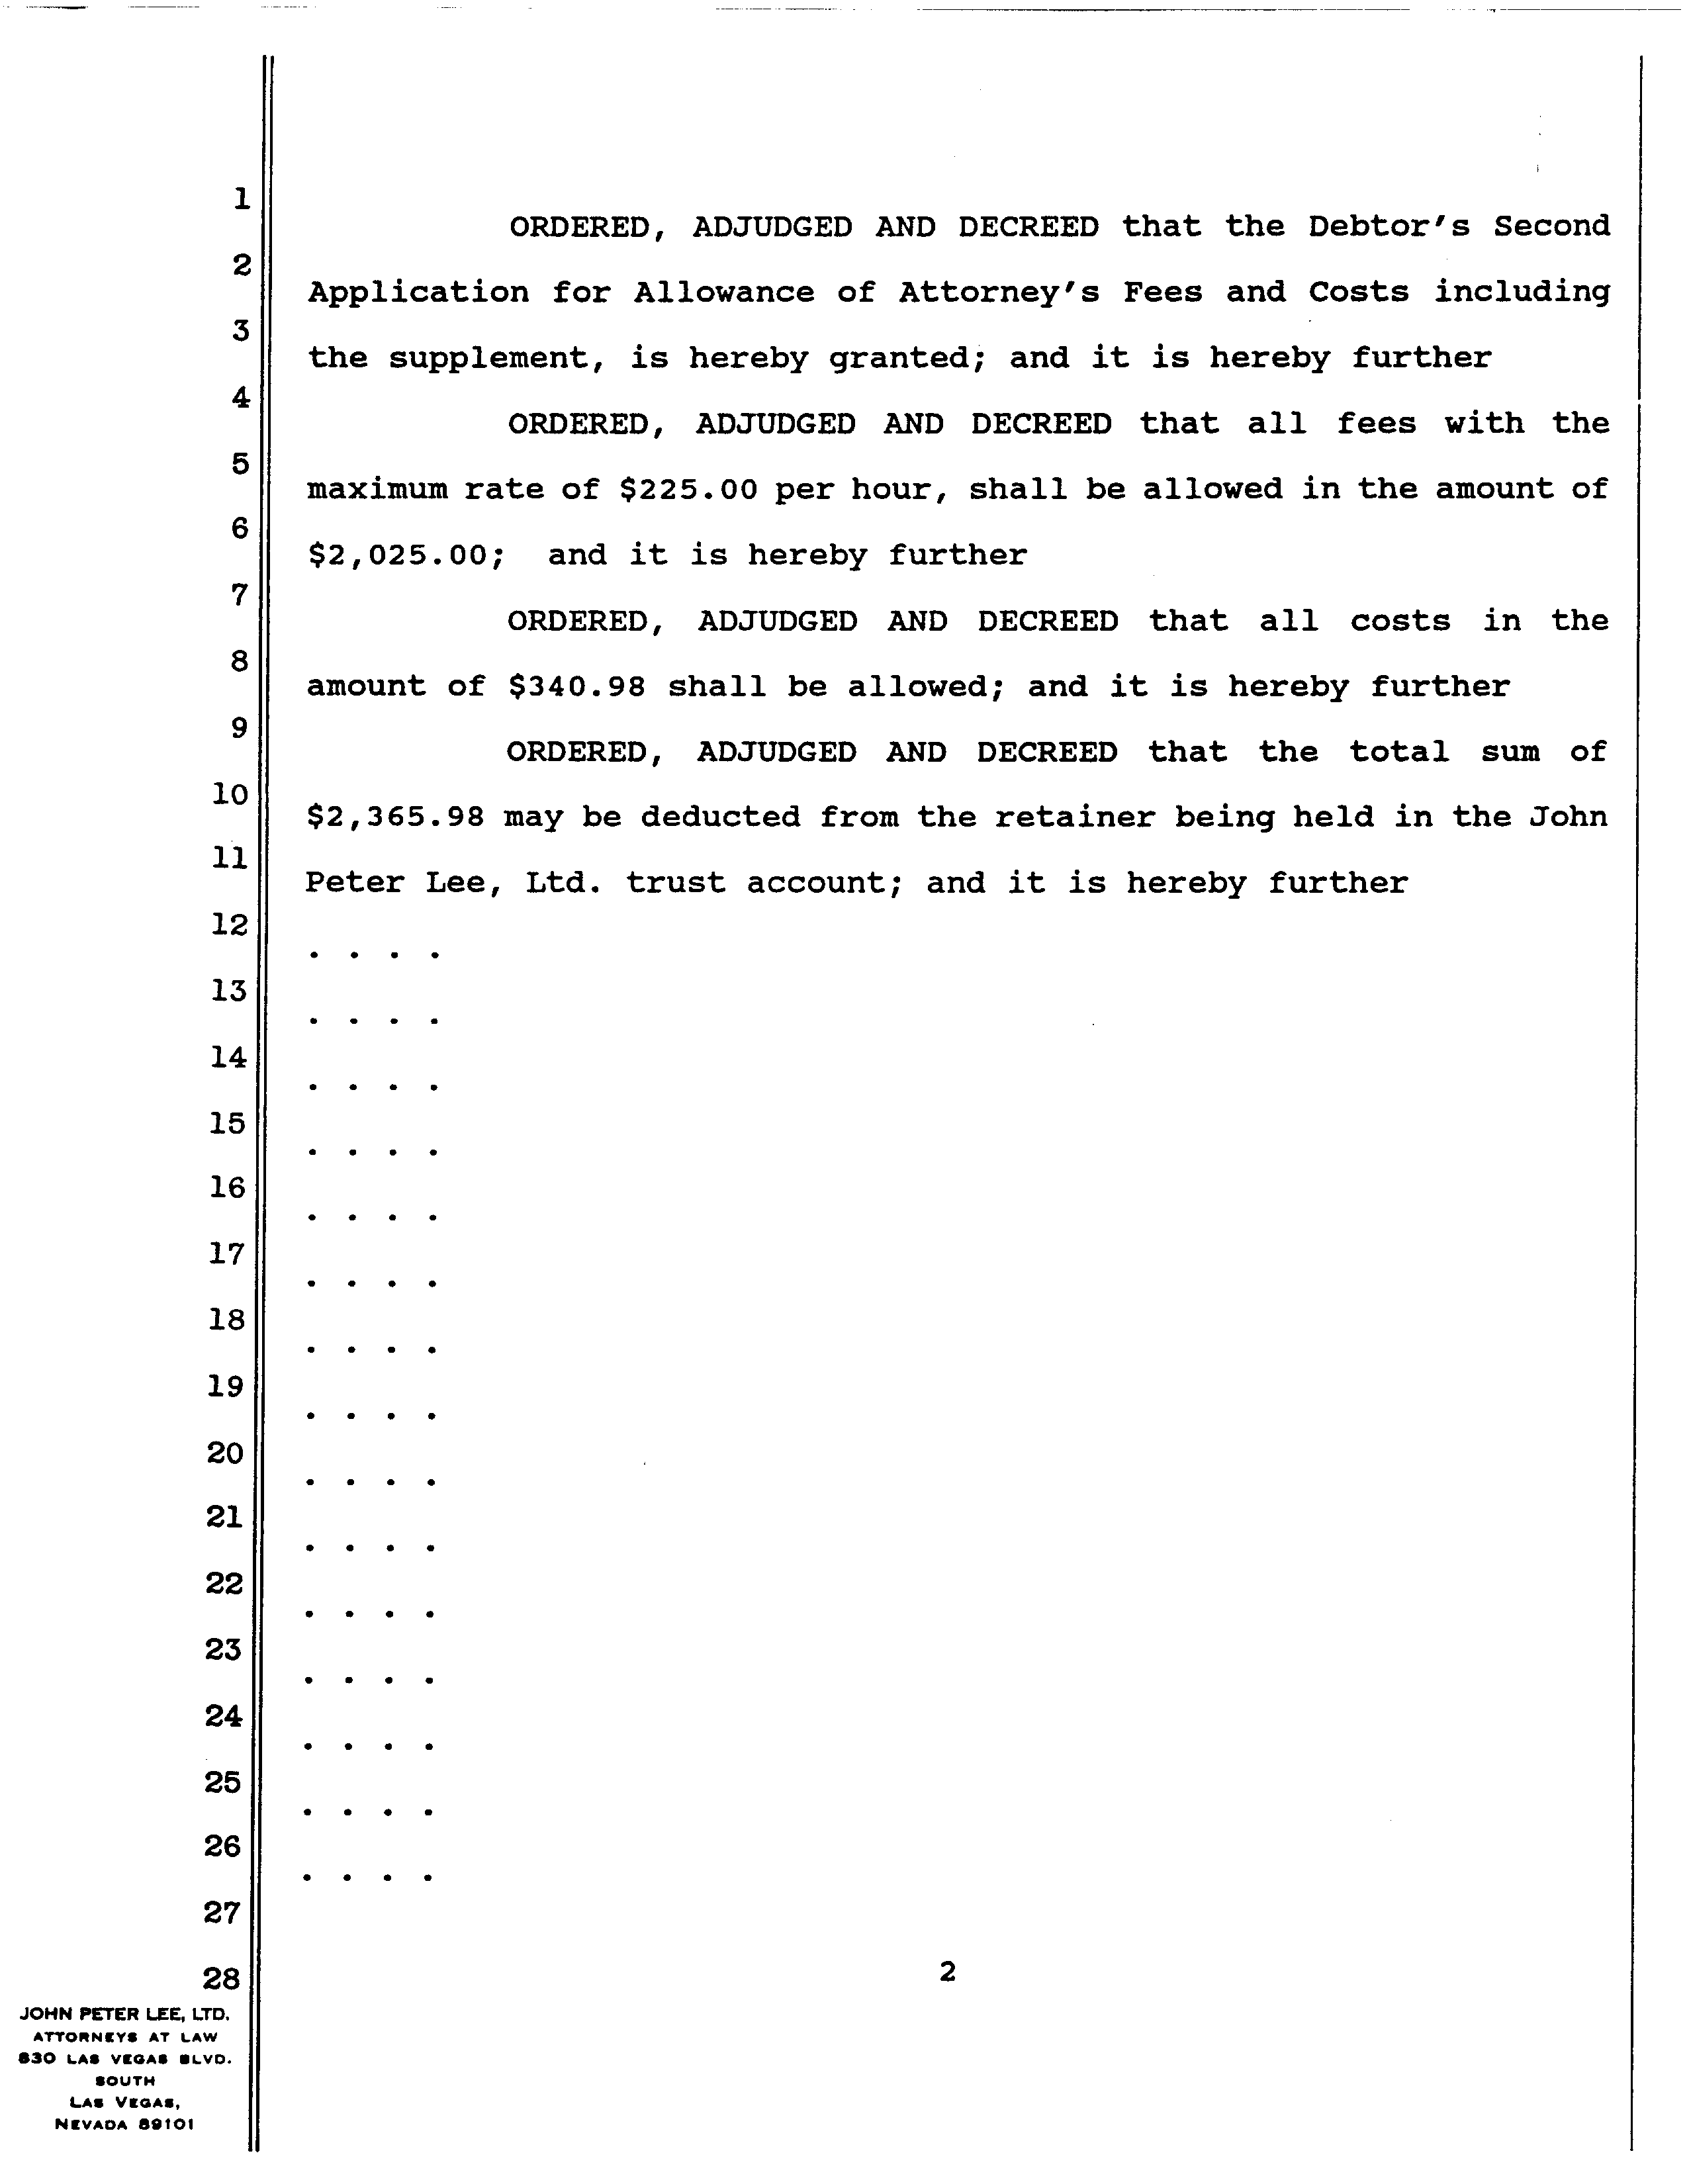 1
ORDERED, ADJUDGED AND DECREED that the Debtor's Second
2
Application for Allowance of Attorney's Fees and Costs including
3
the supplement, is hereby granted; and it is hereby further
4
ORDERED, ADJUDGED AND DECREED that all fees with the
5
maximum rate of $225.00 per hour, shall be allowed in the amount of
6
$2,025.00; and it is hereby further
7
ORDERED, ADJUDGED AND DECREED that all costs in the
8
amount of $340.98 shall be allowed; and it is hereby further
9
ORDERED, ADJUDGED AND DECREED that the total sum of
10
$2,365.98 may be deducted from the retainer being held in the John
11
Peter Lee, Ltd. trust account; and it is hereby further
12
. . . .
13
. . . .
14
. . . .
15
. . . .
16
. . . .
17
. . . .
18
. . . .
19
. . . .
20
. . . .
21
. . . .
22
. . . .
23
. . . .
24
. . . .
25
. . . .
26
. . . .
27
28
2
JOHN PETER LEE, LTD.
ATTORNEYS AT LAW
830 LAS VEGAS BLVD.
SOUTH
LAS VEGAS,
NEVADA 89101